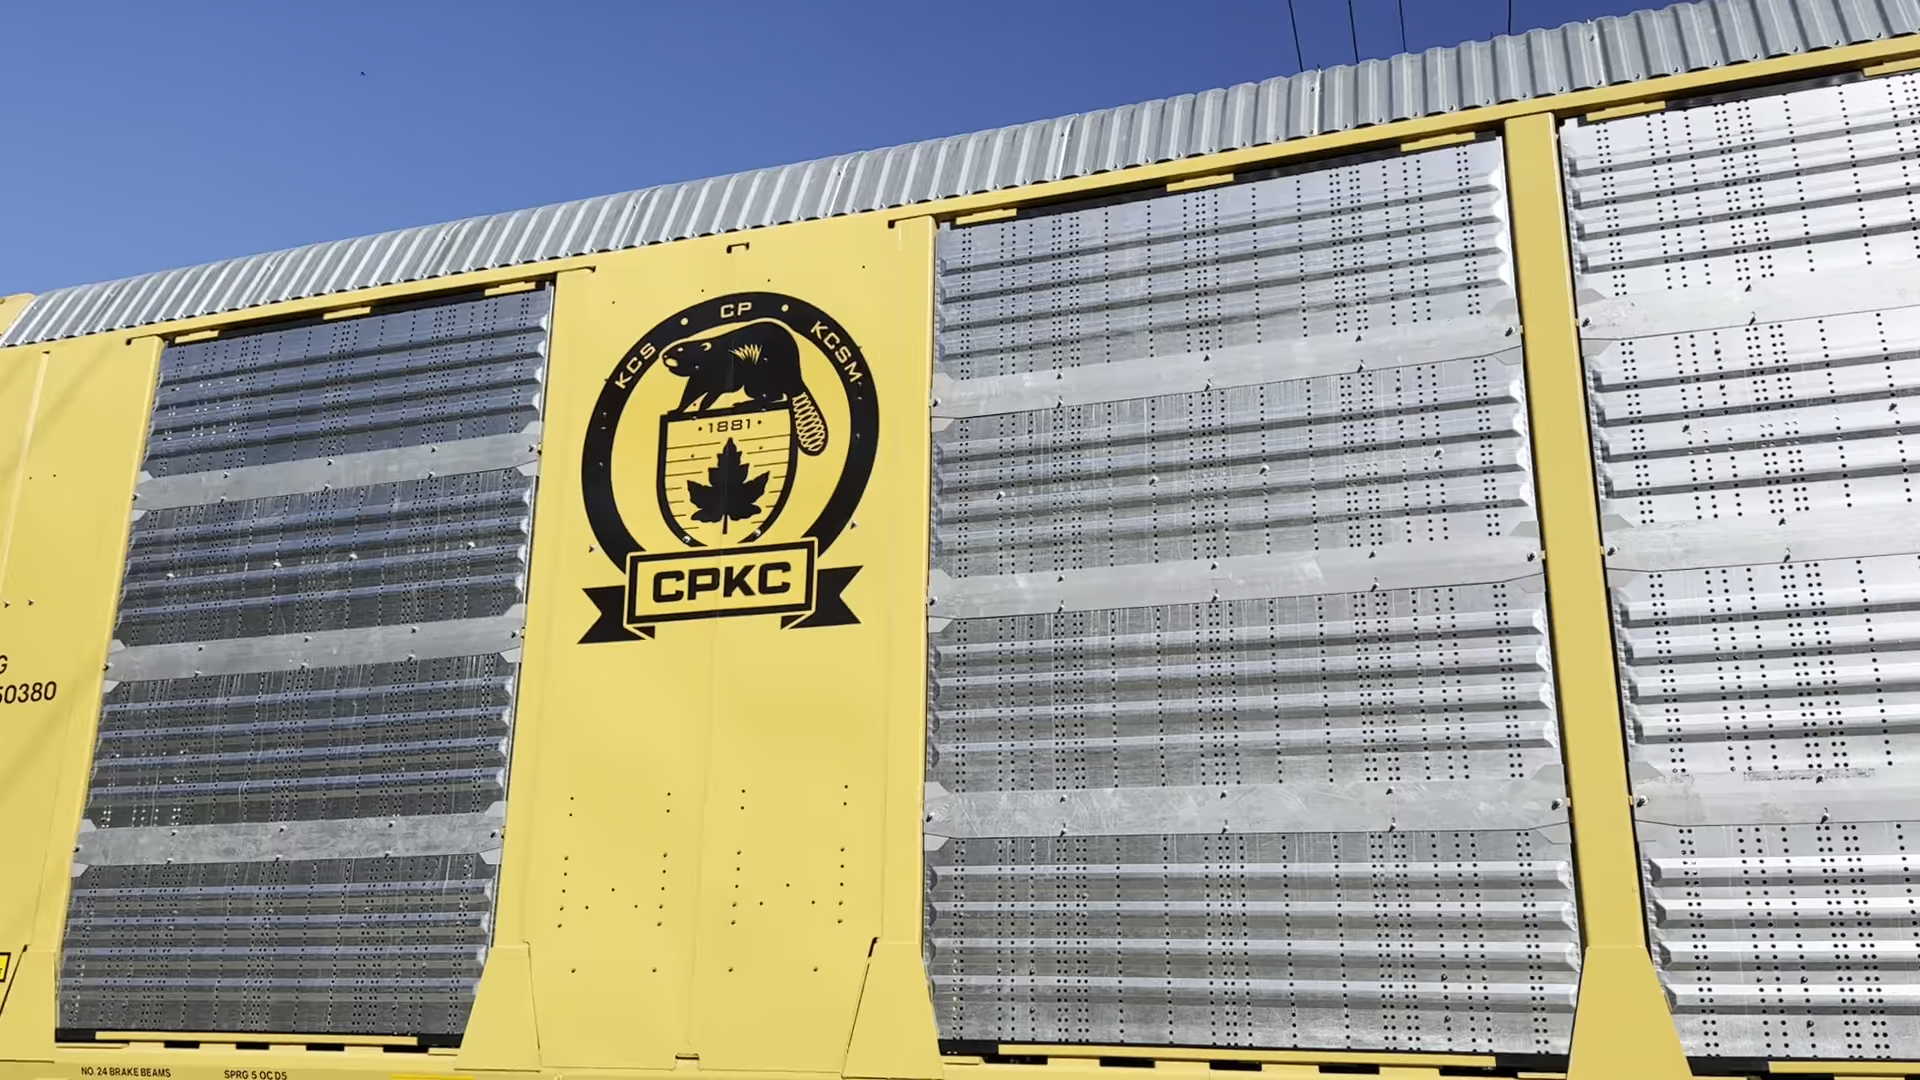 KCS • CP • KCSM
• 1881 •
CPKC
G
50380
NO. 24 BRAKE BEAMS
SPRG 5 OC D5